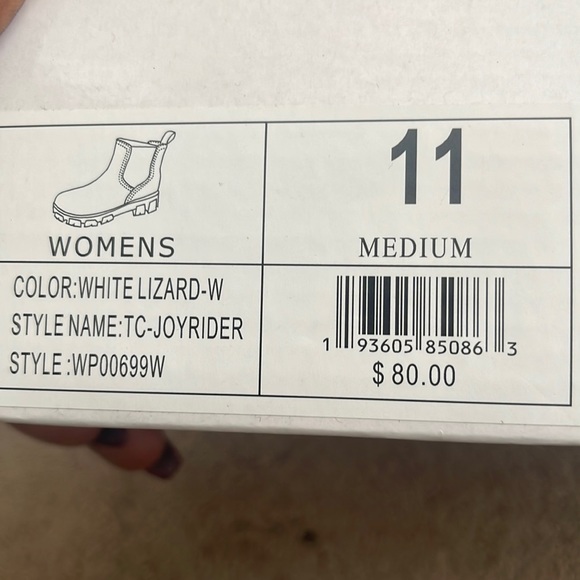 WOMENS
11
MEDIUM
COLOR:WHITE LIZARD-W
STYLE NAME:TC-JOYRIDER
STYLE :WP00699W
1 93605 85086 3
$ 80.00